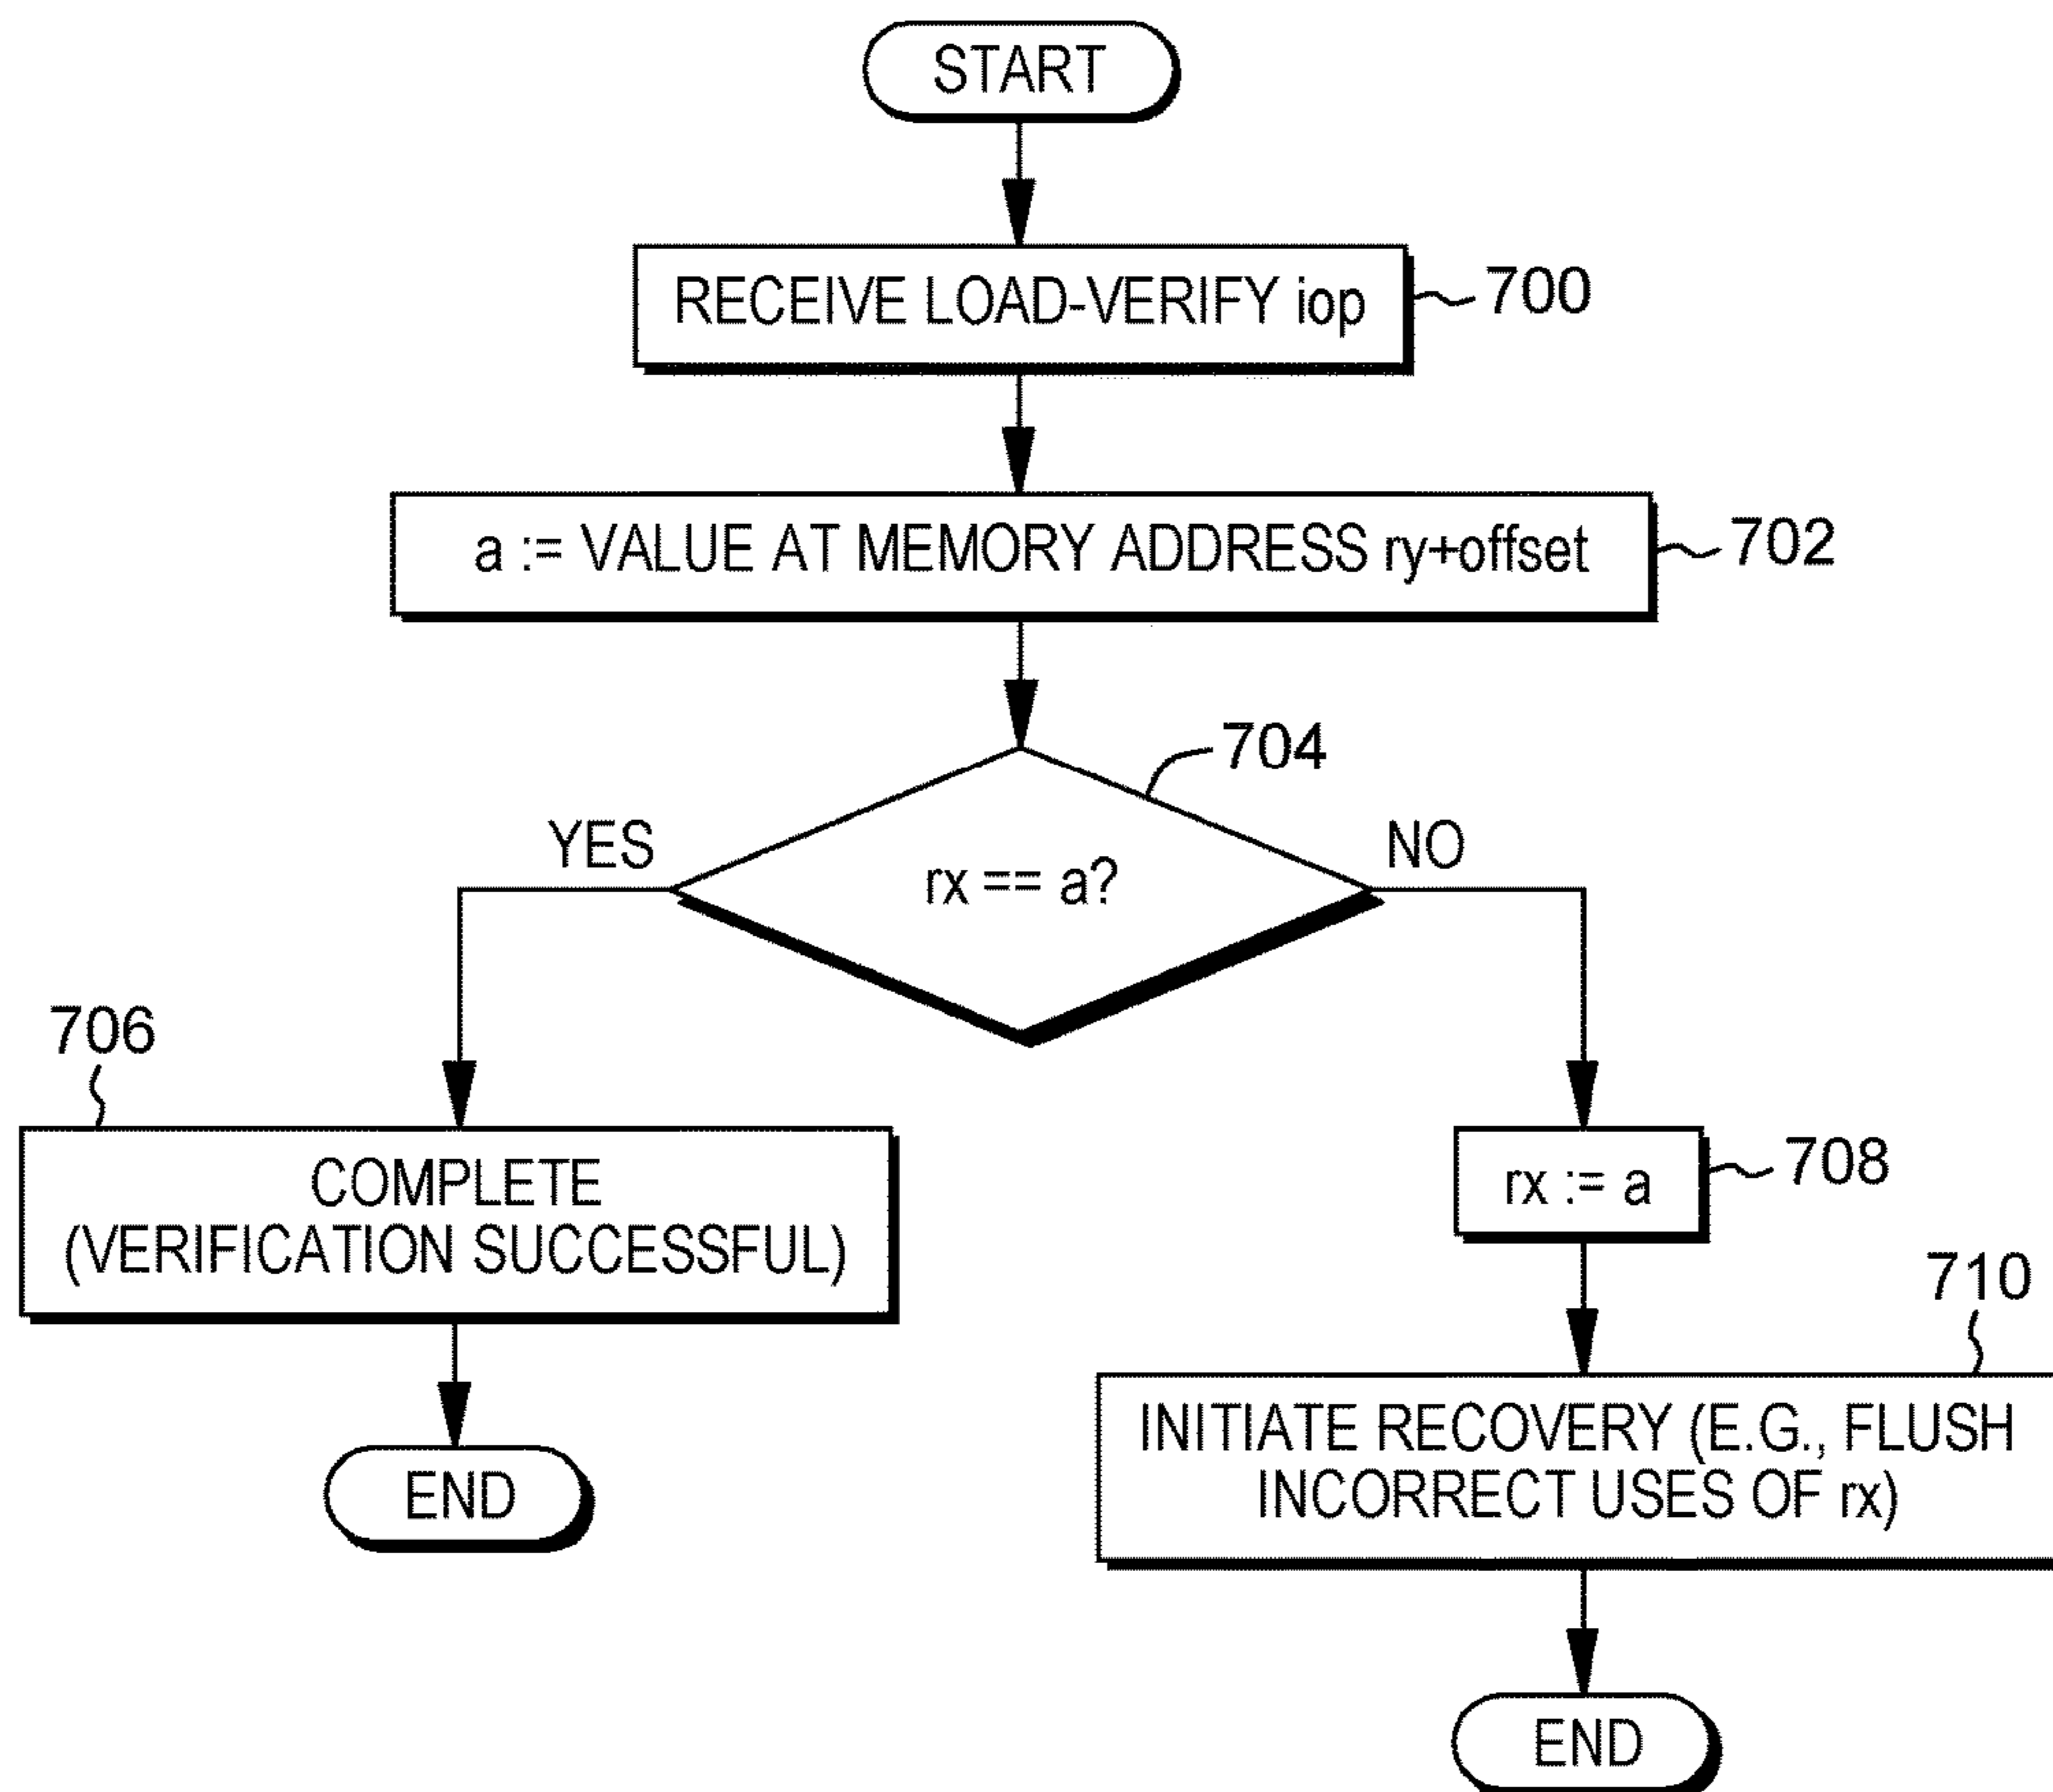 START
RECEIVE LOAD-VERIFY iop
700
a := VALUE AT MEMORY ADDRESS ry+offset
702
704
YES
rx == a?
NO
706
COMPLETE
(VERIFICATION SUCCESSFUL)
rx := a
708
710
INITIATE RECOVERY (E.G., FLUSH
INCORRECT USES OF rx)
END
END